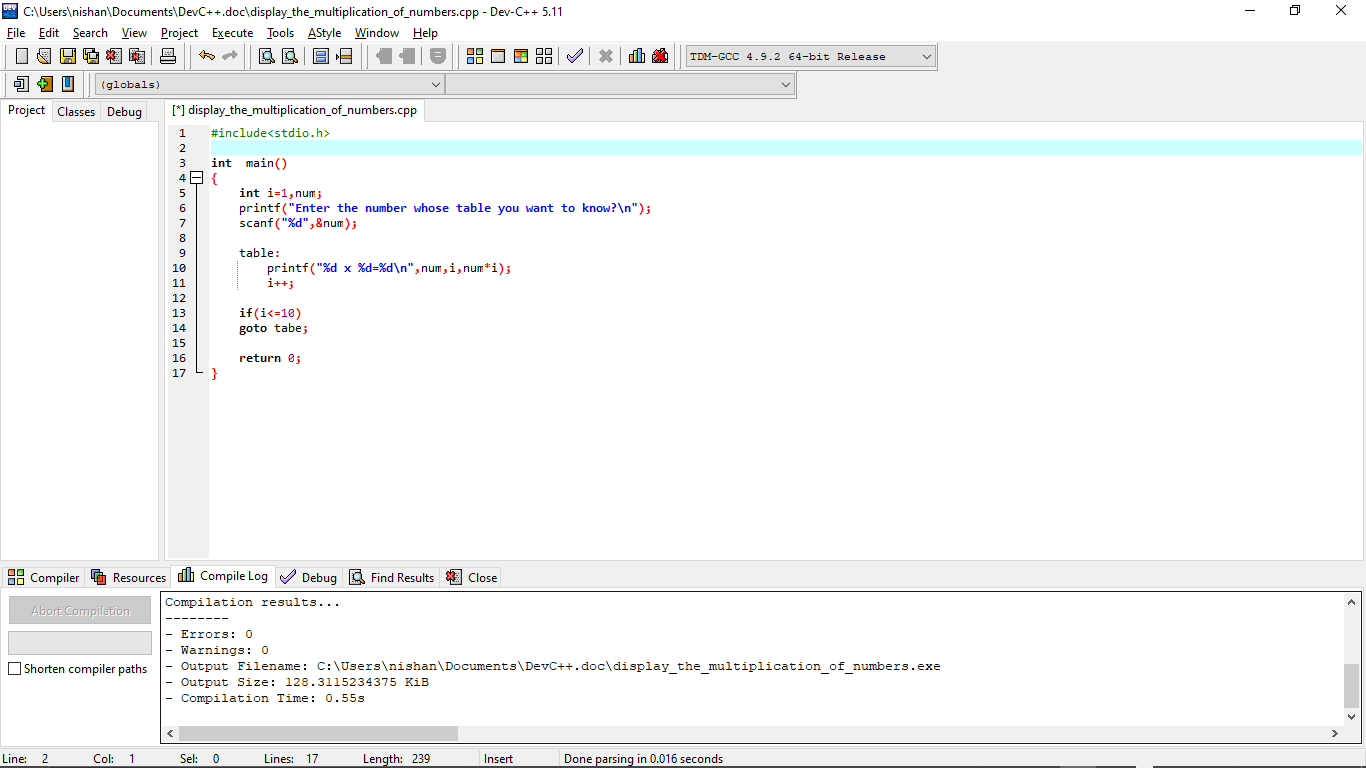 C:\Users\nishan\Documents\DevC++.doc\display_the_multiplication_of_numbers.cpp - Dev-C++ 5.11
File Edit Search View Project Execute Tools AStyle Window Help
TDM-GCC 4.9.2 64-bit Release
(globals)
Project Classes Debug
[*] display_the_multiplication_of_numbers.cpp
1 #include<stdio.h>
2
3 int  main()
4 {
5     int i=1,num;
6     printf("Enter the number whose table you want to know?\n");
7     scanf("%d",&num);
8
9     table:
10         printf("%d x %d=%d\n",num,i,num*i);
11         i++;
12
13     if(i<=10)
14     goto tabe;
15
16     return 0;
17 }
Compiler Resources Compile Log Debug Find Results Close
Abort Compilation
Shorten compiler paths
Compilation results...
--------
- Errors: 0
- Warnings: 0
- Output Filename: C:\Users\nishan\Documents\DevC++.doc\display_the_multiplication_of_numbers.exe
- Output Size: 128.3115234375 KiB
- Compilation Time: 0.55s
Line: 2 Col: 1 Sel: 0 Lines: 17 Length: 239 Insert Done parsing in 0.016 seconds